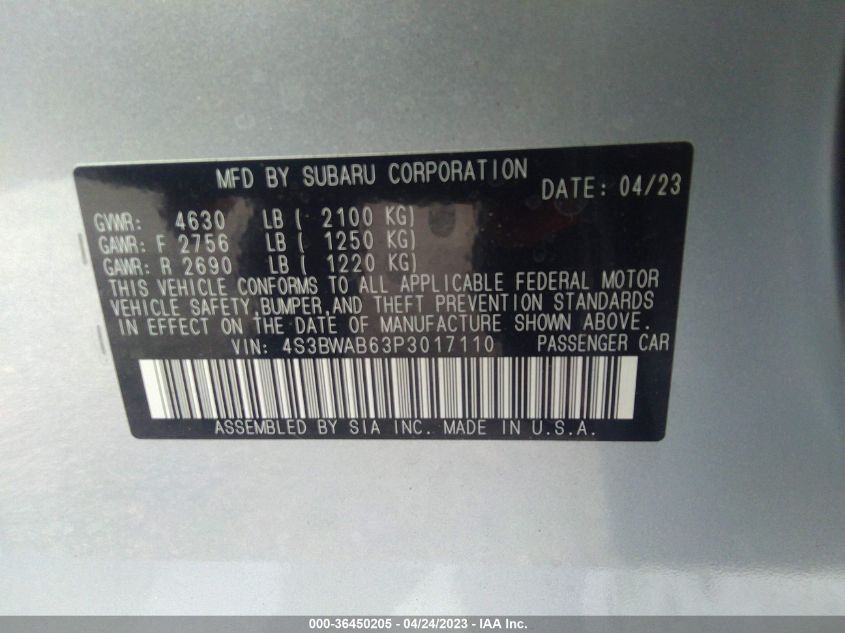 MFD BY SUBARU CORPORATION
DATE: 04/23
GVWR: 4630 LB ( 2100 KG)
GAWR: F 2756 LB ( 1250 KG)
GAWR: R 2690 LB ( 1220 KG)
THIS VEHICLE CONFORMS TO ALL APPLICABLE FEDERAL MOTOR
VEHICLE SAFETY,BUMPER,AND THEFT PREVENTION STANDARDS
IN EFFECT ON THE DATE OF MANUFACTURE SHOWN ABOVE.
VIN: 4S3BWAB63P3017110 PASSENGER CAR
ASSEMBLED BY SIA INC. MADE IN U.S.A.
000-36450205 - 04/24/2023 - IAA Inc.